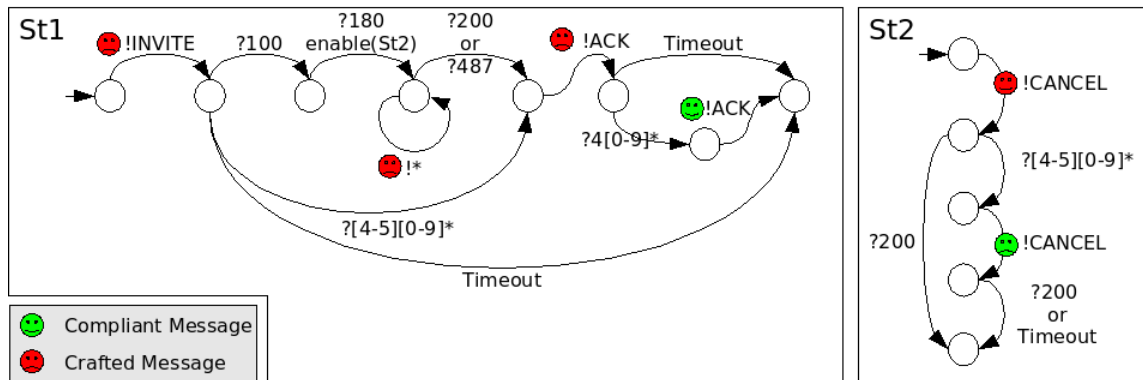 St1
!INVITE
?100
?180
enable(St2)
?200
or
?487
!*
!ACK
Timeout
?4[0-9]*
!ACK
?[4-5][0-9]*
Timeout
Compliant Message
Crafted Message
St2
!CANCEL
?[4-5][0-9]*
?200
!CANCEL
?200
or
Timeout